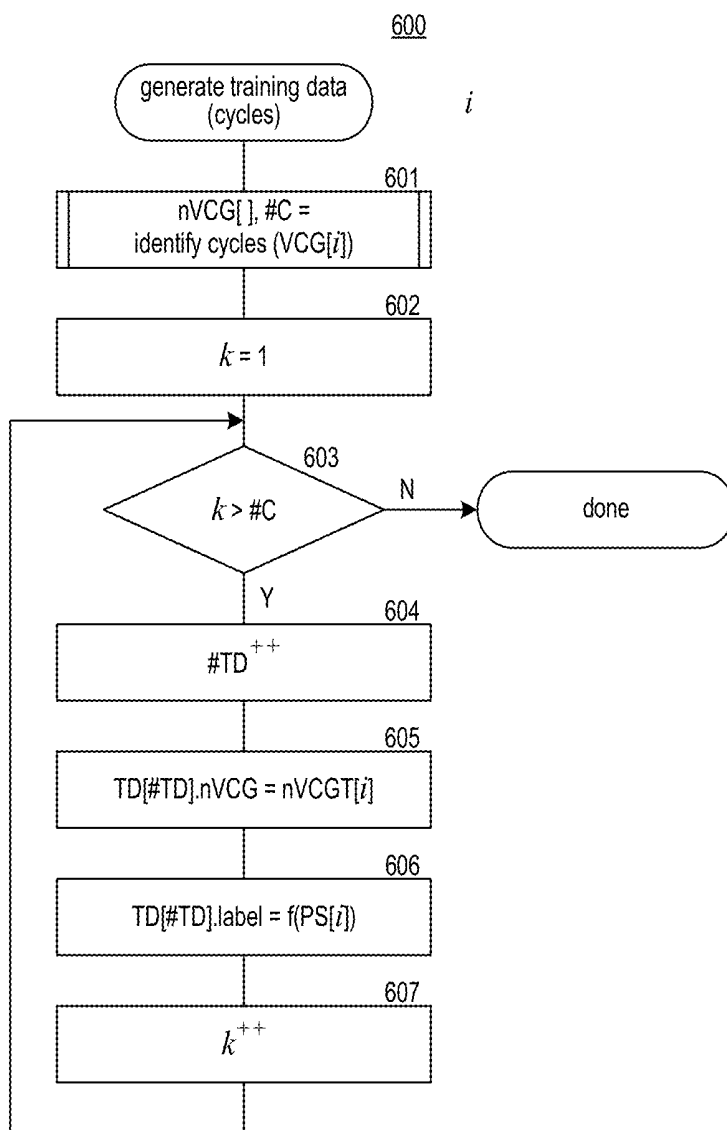 600
generate training data
(cycles)
i
601
nVCG[ ], #C =
identify cycles (VCG[i])
602
k = 1
603
k > #C
N
done
Y
604
#TD++
605
TD[#TD].nVCG = nVCGT[i]
606
TD[#TD].label = f(PS[i])
607
k++